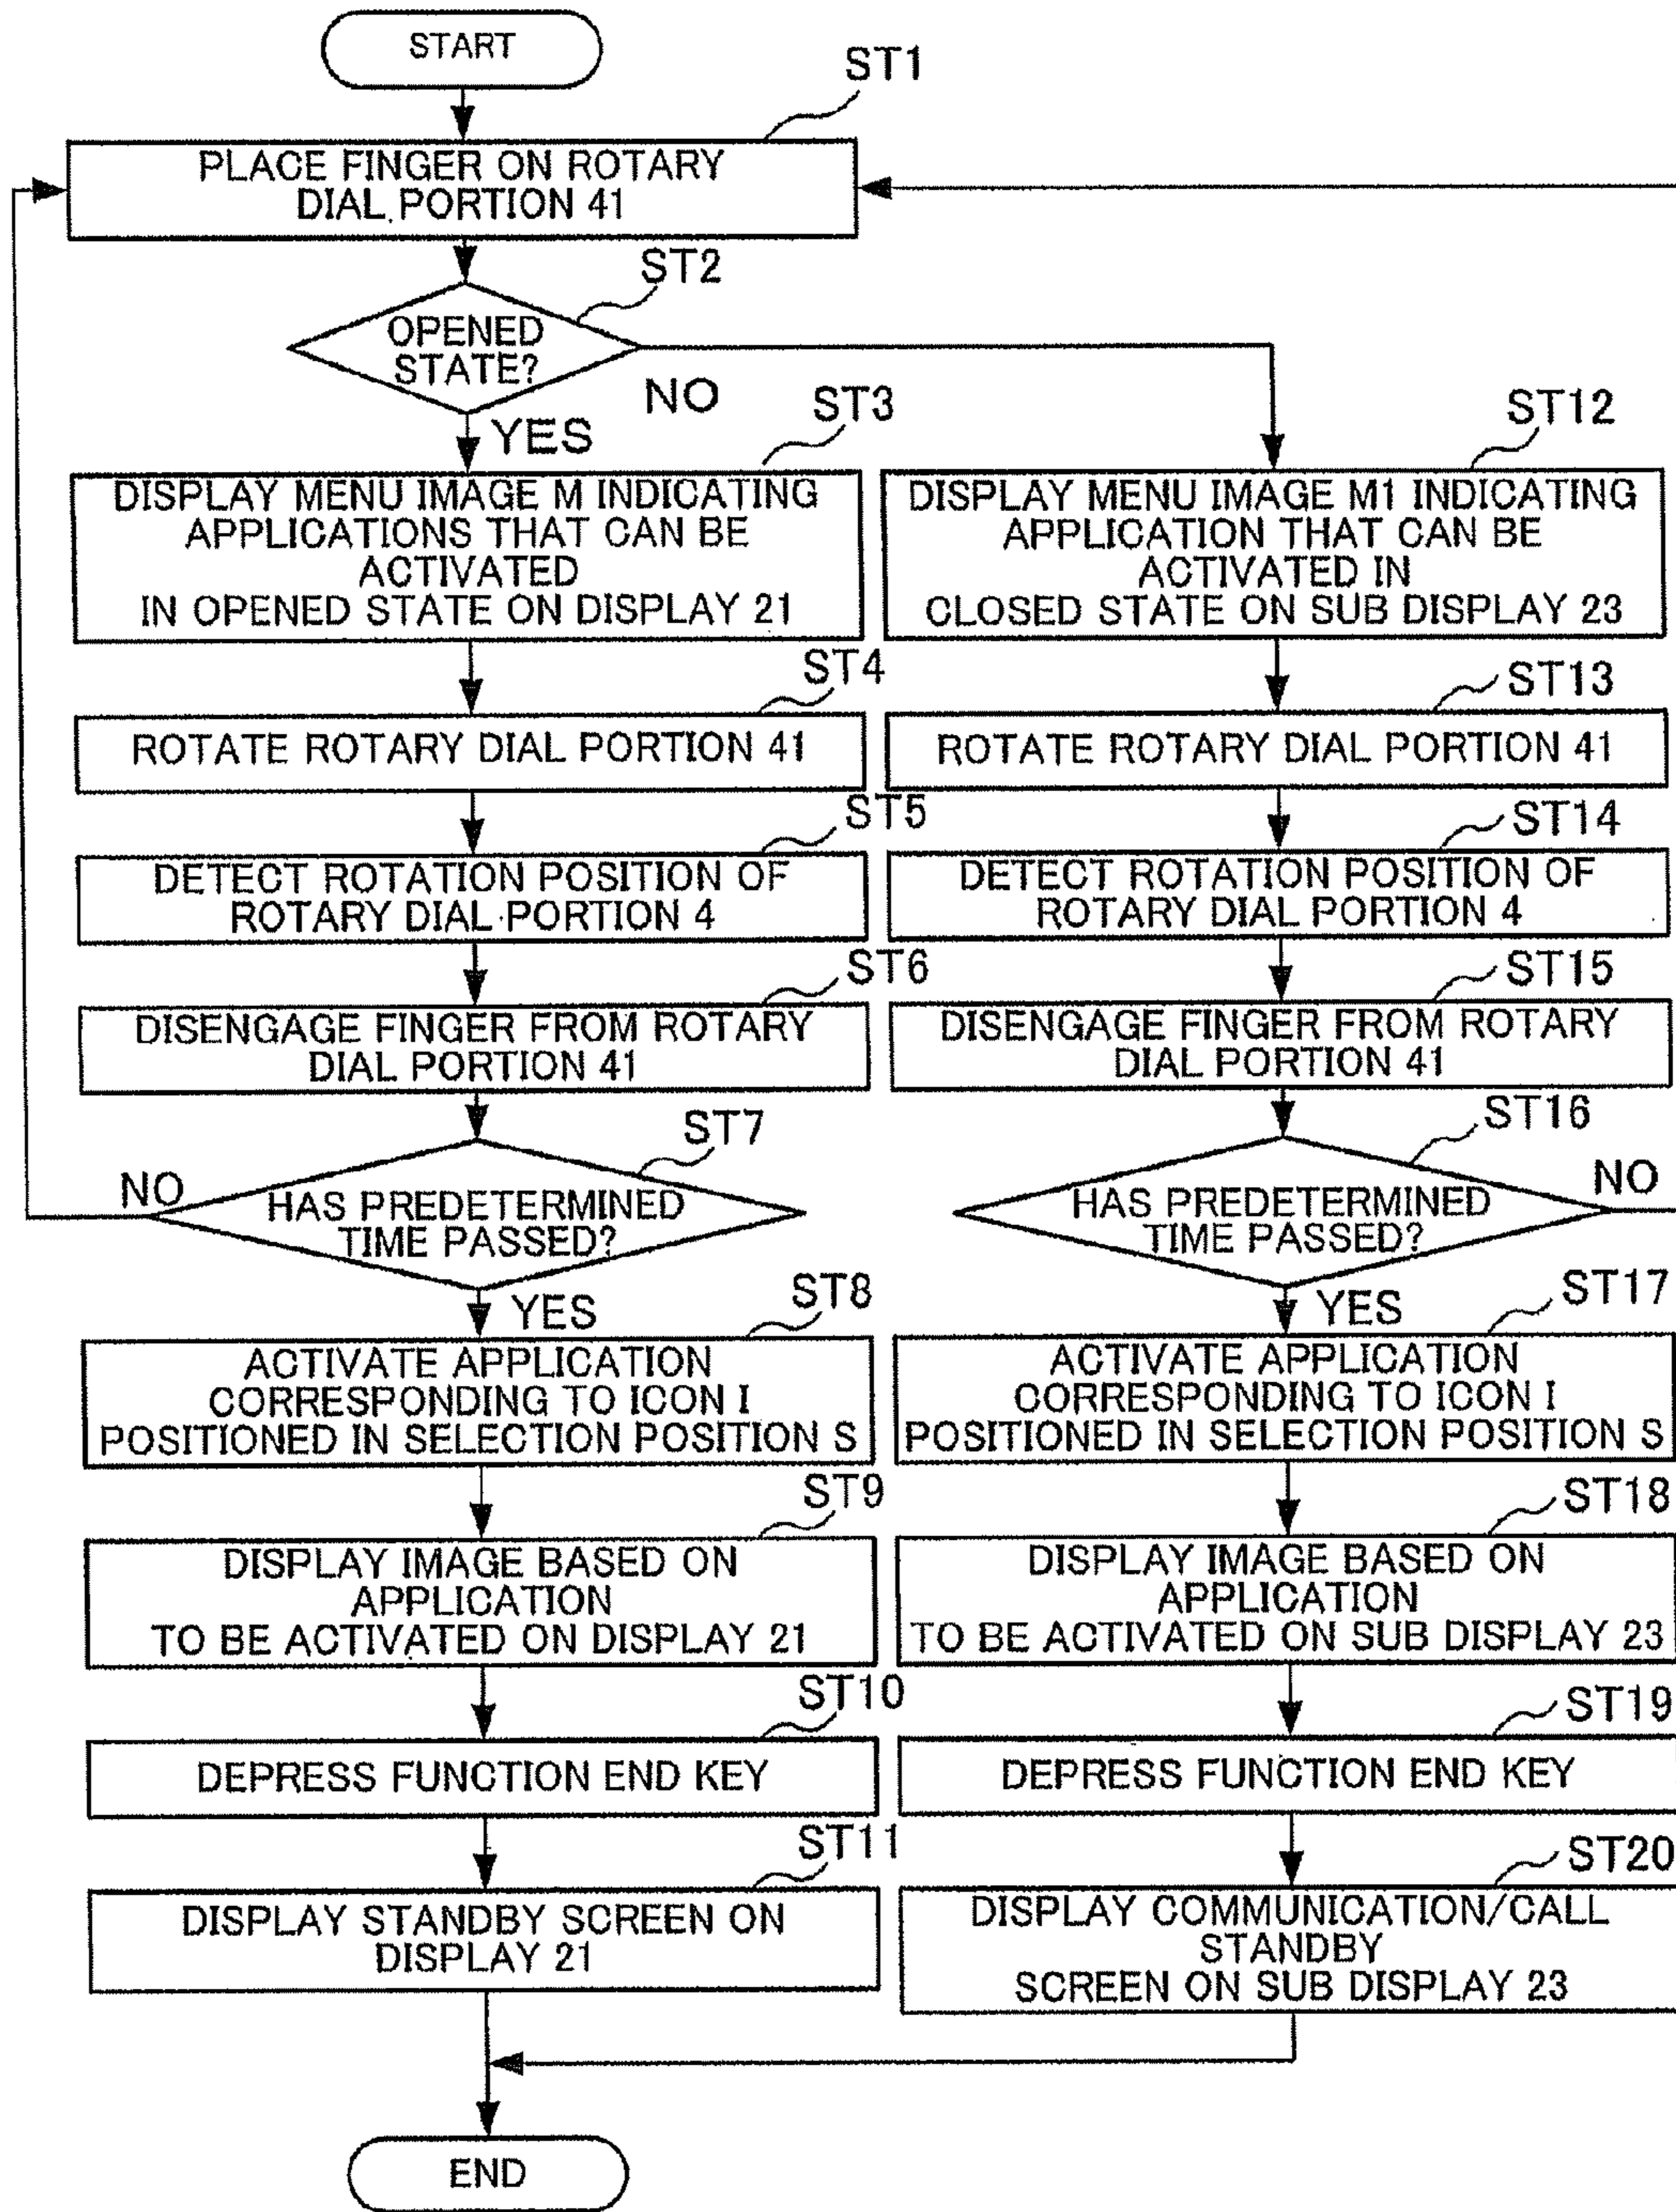 START
ST1
PLACE FINGER ON ROTARY
DIAL PORTION 41
ST2
OPENED
STATE?
NO
YES
ST3
DISPLAY MENU IMAGE M INDICATING
APPLICATIONS THAT CAN BE
ACTIVATED
IN OPENED STATE ON DISPLAY 21
ST4
ROTATE ROTARY DIAL PORTION 41
ST5
DETECT ROTATION POSITION OF
ROTARY DIAL PORTION 4
ST6
DISENGAGE FINGER FROM ROTARY
DIAL PORTION 41
ST7
NO
HAS PREDETERMINED
TIME PASSED?
YES
ST8
ACTIVATE APPLICATION
CORRESPONDING TO ICON I
POSITIONED IN SELECTION POSITION S
ST9
DISPLAY IMAGE BASED ON
APPLICATION
TO BE ACTIVATED ON DISPLAY 21
ST10
DEPRESS FUNCTION END KEY
ST11
DISPLAY STANDBY SCREEN ON
DISPLAY 21
ST12
DISPLAY MENU IMAGE M1 INDICATING
APPLICATION THAT CAN BE
ACTIVATED IN
CLOSED STATE ON SUB DISPLAY 23
ST13
ROTATE ROTARY DIAL PORTION 41
ST14
DETECT ROTATION POSITION OF
ROTARY DIAL PORTION 4
ST15
DISENGAGE FINGER FROM ROTARY
DIAL PORTION 41
ST16
NO
HAS PREDETERMINED
TIME PASSED?
YES
ST17
ACTIVATE APPLICATION
CORRESPONDING TO ICON I
POSITIONED IN SELECTION POSITION S
ST18
DISPLAY IMAGE BASED ON
APPLICATION
TO BE ACTIVATED ON SUB DISPLAY 23
ST19
DEPRESS FUNCTION END KEY
ST20
DISPLAY COMMUNICATION/CALL
STANDBY
SCREEN ON SUB DISPLAY 23
END